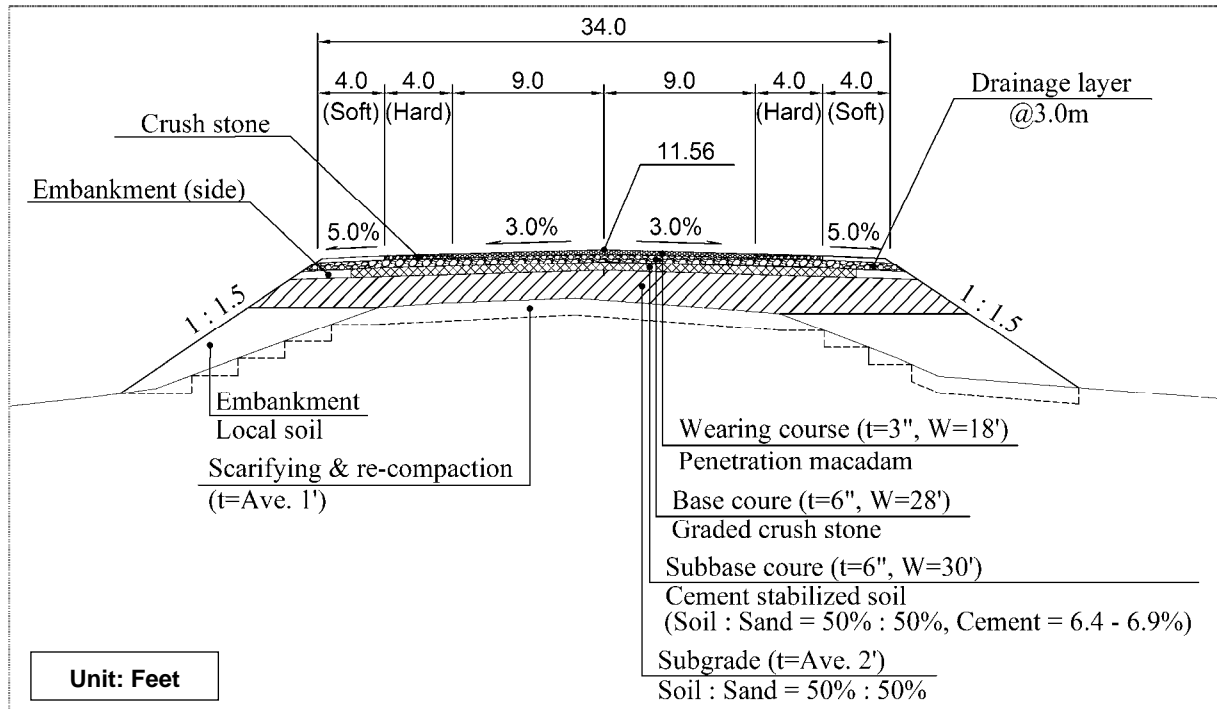 34.0
4.0 4.0 9.0 9.0 4.0 4.0
(Soft) (Hard) (Hard) (Soft)
Drainage layer
@3.0m
Crush stone
11.56
Embankment (side)
5.0% 3.0% 3.0% 5.0%
1 : 1.5
1 : 1.5
Embankment
Local soil
Scarifying & re-compaction
(t=Ave. 1')
Wearing course (t=3", W=18')
Penetration macadam
Base coure (t=6", W=28')
Graded crush stone
Subbase coure (t=6", W=30')
Cement stabilized soil
(Soil : Sand = 50% : 50%, Cement = 6.4 - 6.9%)
Subgrade (t=Ave. 2')
Soil : Sand = 50% : 50%
Unit: Feet